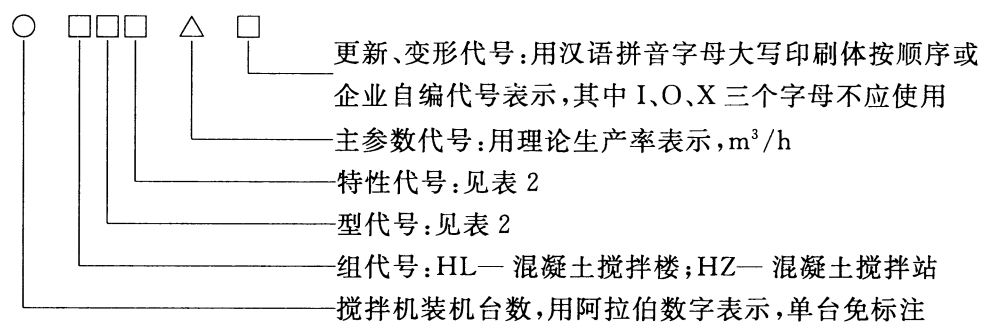 更新、变形代号:用汉语拼音字母大写印刷体按顺序或
企业自编代号表示,其中 I、O、X 三个字母不应使用
主参数代号:用理论生产率表示,m³/h
特性代号:见表 2
型代号:见表 2
组代号:HL— 混凝土搅拌楼;HZ— 混凝土搅拌站
搅拌机装机台数,用阿拉伯数字表示,单台免标注